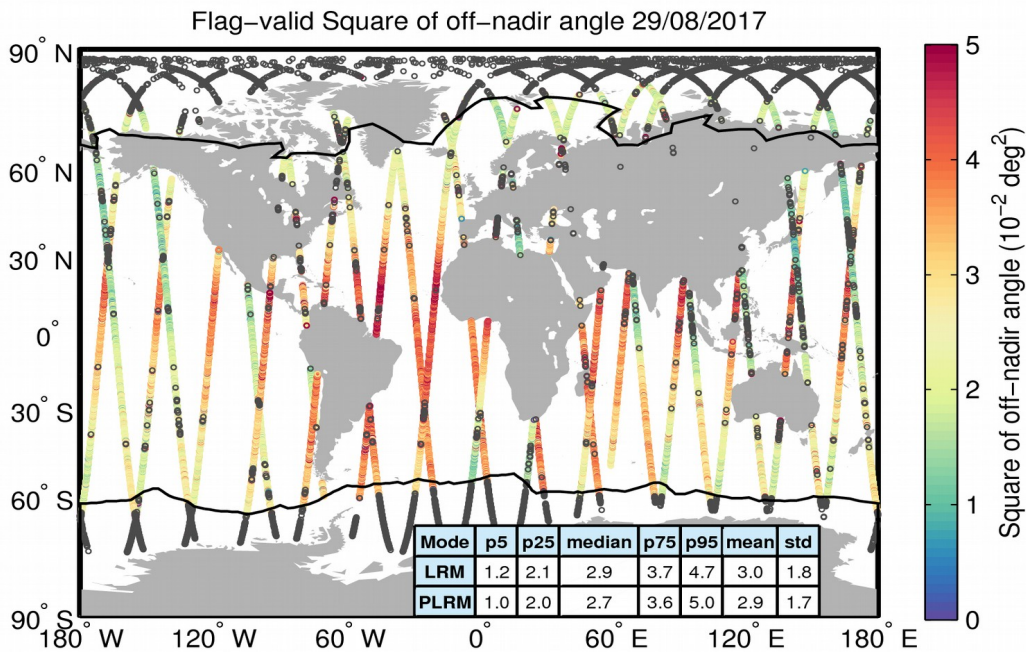 Flag−valid Square of off−nadir angle 29/08/2017
90° N
60° N
30° N
0°
30° S
60° S
90° S
180° W 120° W 60° W 0° 60° E 120° E 180° E
Mode p5 p25 median p75 p95 mean std
LRM 1.2 2.1 2.9 3.7 4.7 3.0 1.8
PLRM 1.0 2.0 2.7 3.6 5.0 2.9 1.7
5
4
3
2
1
0
Square of off−nadir angle (10⁻² deg²)